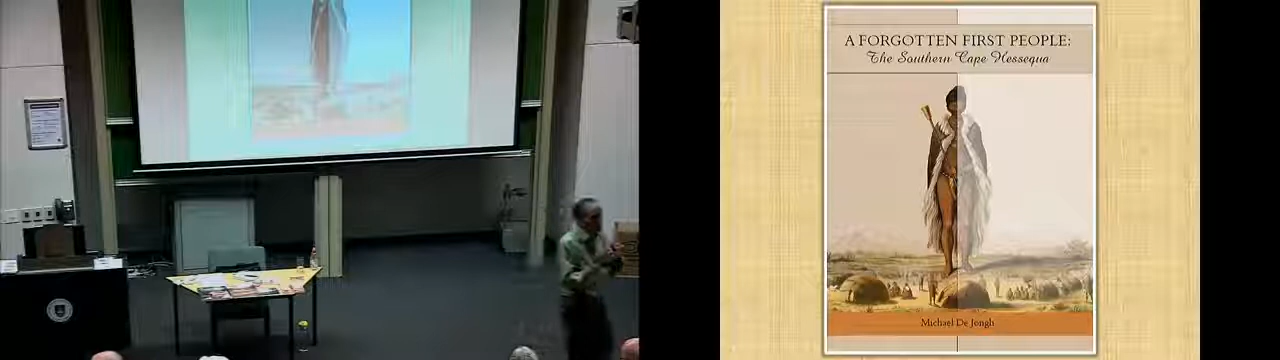 A FORGOTTEN FIRST PEOPLE:
The Southern Cape Hessequa
Michael De Jongh